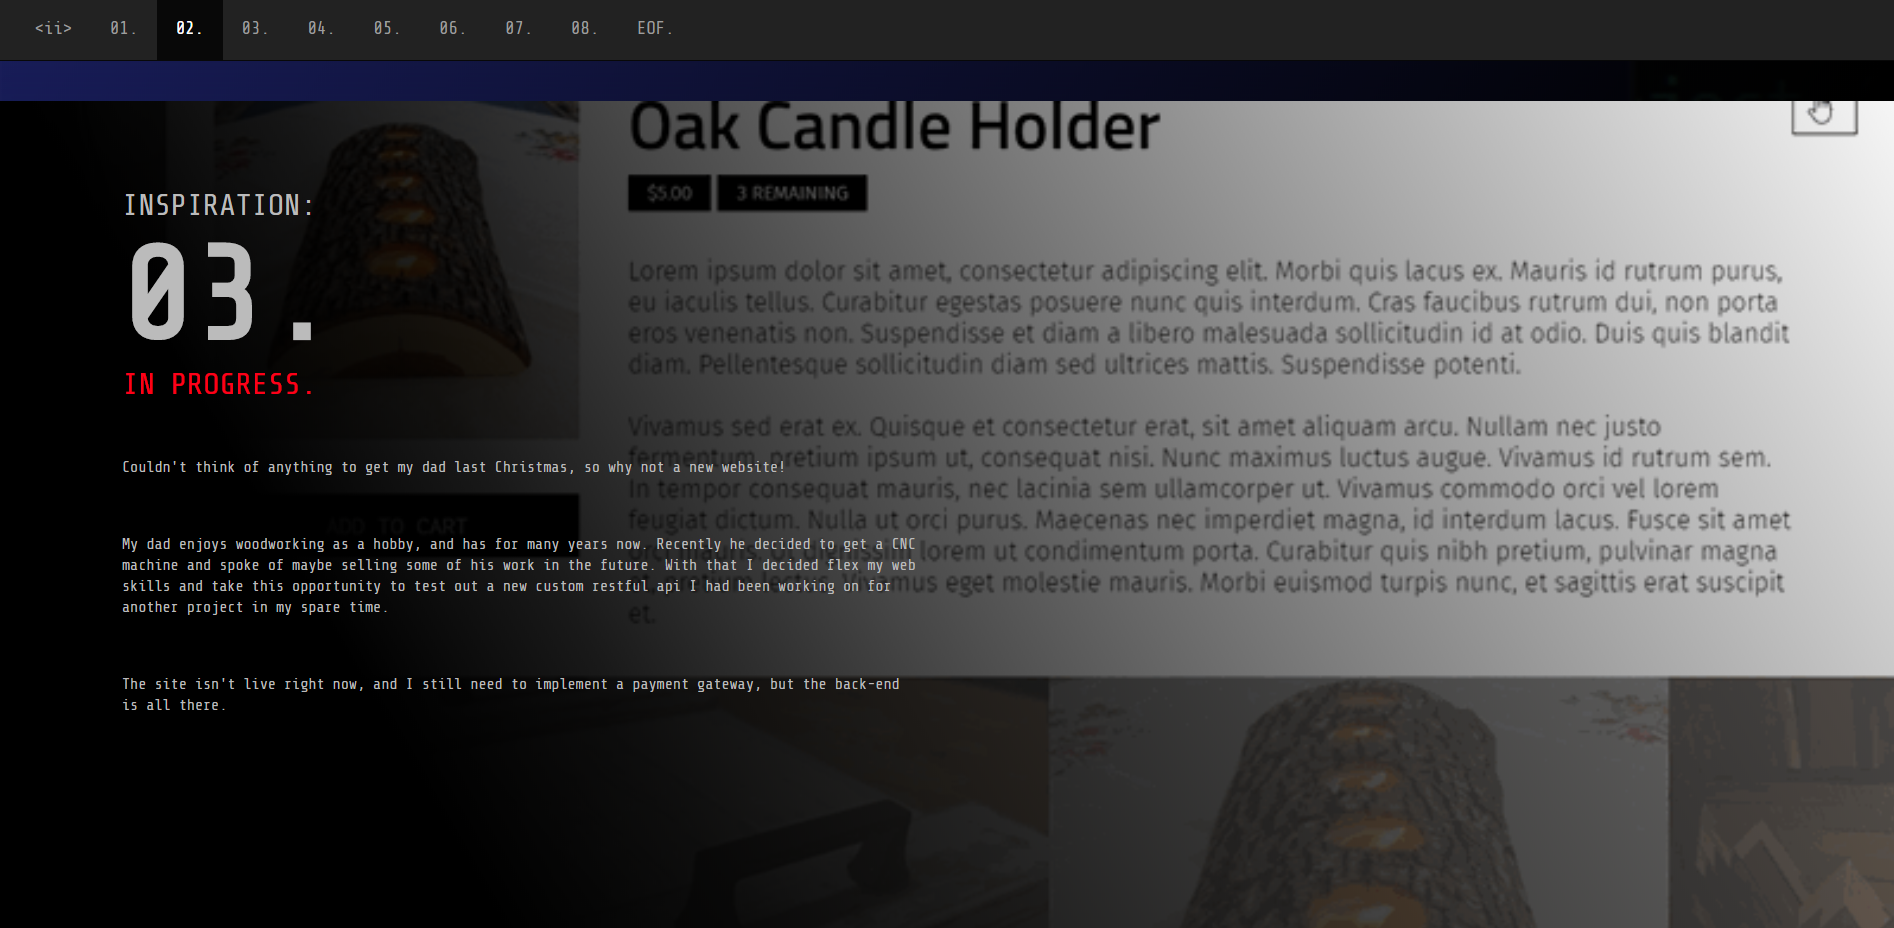 <ii> 01. 02. 03. 04. 05. 06. 07. 08. EOF.
Oak Candle Holder
$5.00 3 REMAINING
INSPIRATION:
03.
IN PROGRESS.
Lorem ipsum dolor sit amet, consectetur adipiscing elit. Morbi quis lacus ex. Mauris id rutrum purus,
eu iaculis tellus. Curabitur egestas posuere nunc quis interdum. Cras faucibus rutrum dui, non porta
eros venenatis non. Suspendisse et diam a libero malesuada sollicitudin id at odio. Duis quis blandit
diam. Pellentesque sollicitudin diam sed ultrices mattis. Suspendisse potenti.
Vivamus sed erat ex. Quisque et consectetur erat, sit amet aliquam arcu. Nullam nec justo
fermentum, pretium ipsum ut, consequat nisi. Nunc maximus luctus augue. Vivamus id rutrum sem.
In tempor consequat mauris, nec lacinia sem ullamcorper ut. Vivamus commodo orci vel lorem
feugiat dictum. Nulla ut orci purus. Maecenas nec imperdiet magna, id interdum lacus. Fusce sit amet
lorem ut condimentum porta. Curabitur quis nibh pretium, pulvinar magna
Vivamus eget molestie mauris. Morbi euismod turpis nunc, et sagittis erat suscipit
et.
ADD TO CART
Couldn't think of anything to get my dad last Christmas, so why not a new website!
My dad enjoys woodworking as a hobby, and has for many years now. Recently he decided to get a CNC
machine and spoke of maybe selling some of his work in the future. With that I decided flex my web
skills and take this opportunity to test out a new custom restful api I had been working on for
another project in my spare time.
The site isn't live right now, and I still need to implement a payment gateway, but the back-end
is all there.